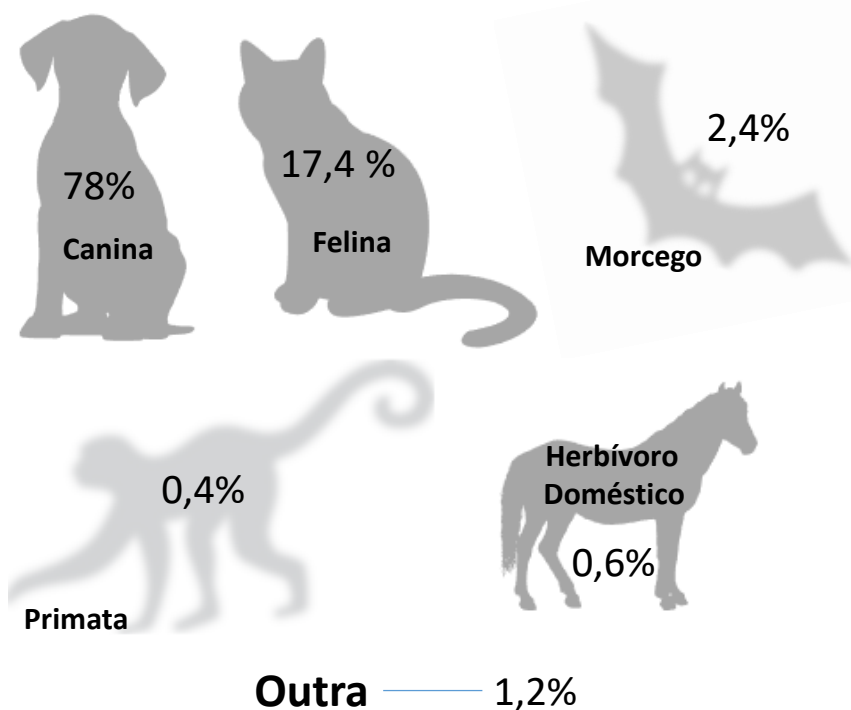 78%
Canina
17,4 %
Felina
2,4%
Morcego
0,4%
Primata
Herbívoro
Doméstico
0,6%
Outra 1,2%